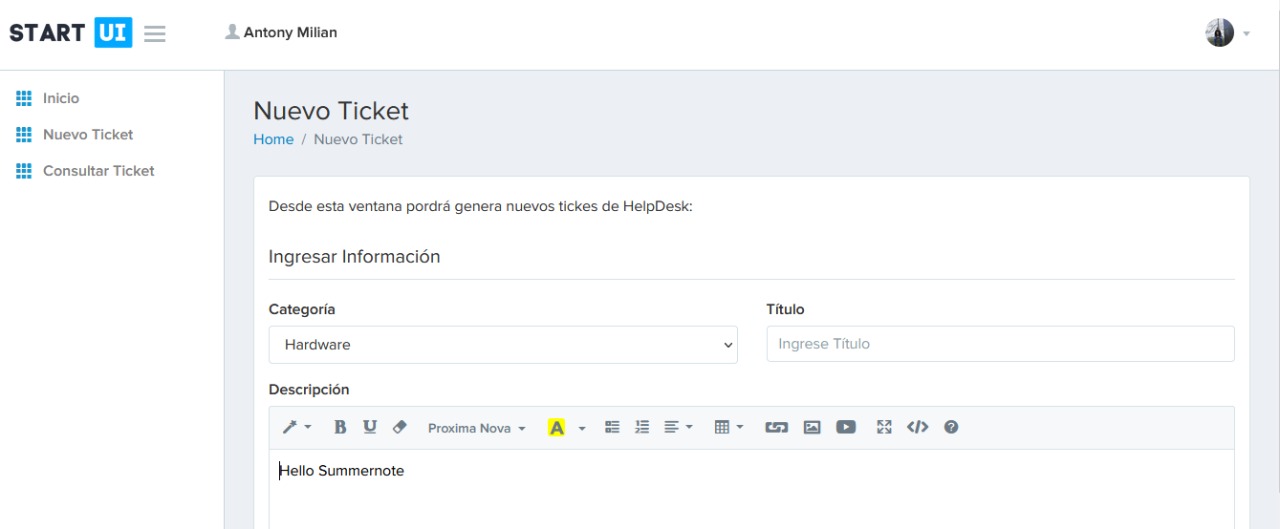 START UI
Antony Milian
Inicio
Nuevo Ticket
Consultar Ticket
Nuevo Ticket
Home / Nuevo Ticket
Desde esta ventana pordrá genera nuevos tickes de HelpDesk:
Ingresar Información
Categoría
Título
Hardware
Ingrese Título
Descripción
B U Proxima Nova A
Hello Summernote